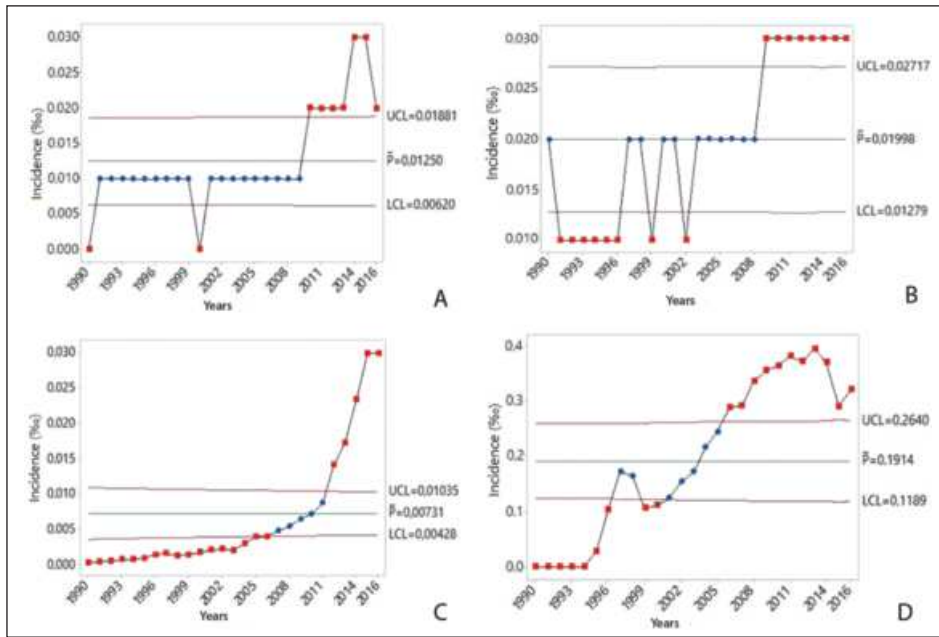 Incidence (‰)
0.030
0.025
0.020
0.015
0.010
0.005
0.000
UCL=0.01881
P̄=0,01250
LCL=0.00620
1990 1993 1996 1999 2002 2005 2008 2011 2014 2016
Years
A
Incidence (‰)
0.030
0.025
0.020
0.015
0.010
UCL=0.02717
P̄=0,01998
LCL=0.01279
1990 1993 1996 1999 2002 2005 2008 2011 2014 2016
Years
B
Incidence (‰)
0.030
0.025
0.020
0.015
0.010
0.005
0.000
UCL=0,01035
P̄=0,00731
LCL=0,00428
1990 1993 1996 1999 2002 2005 2008 2011 2014 2016
Years
C
Incidence (‰)
0.4
0.3
0.2
0.1
0.0
UCL=0.2640
P̄=0,1914
LCL=0,1189
1990 1993 1996 1999 2002 2005 2008 2011 2014 2016
Years
D